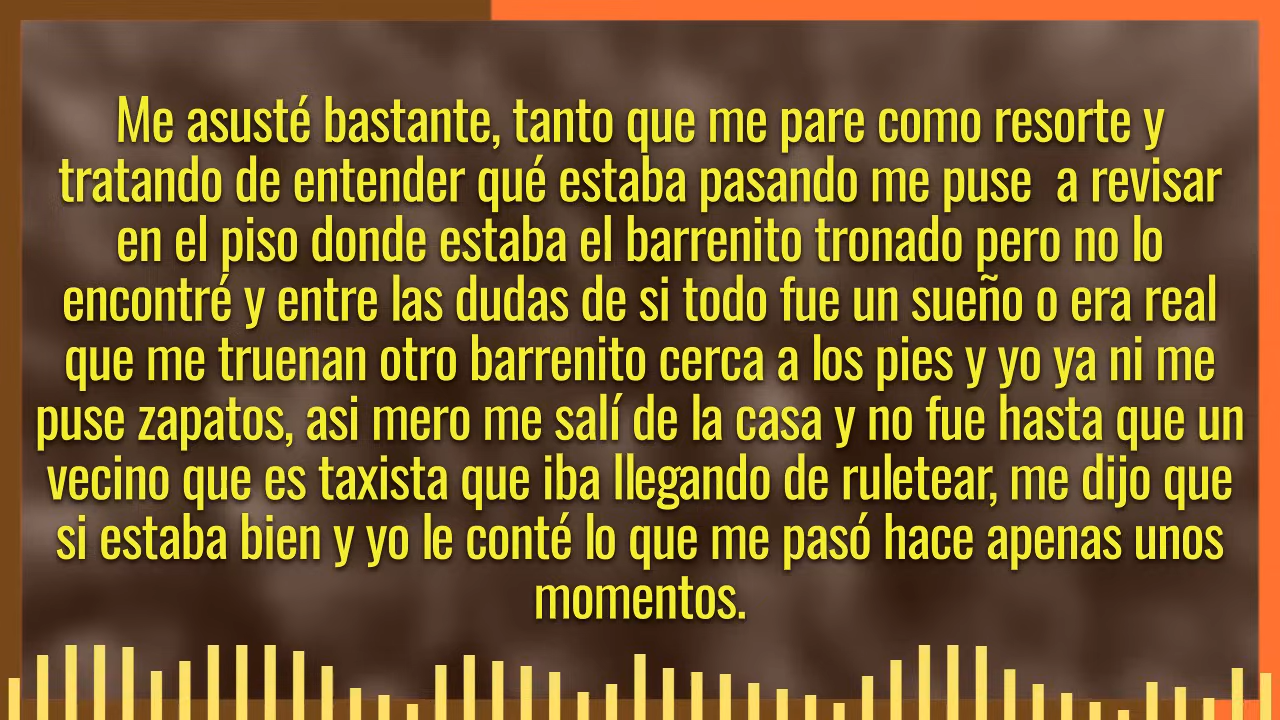 Me asusté bastante, tanto que me pare como resorte y
tratando de entender qué estaba pasando me puse  a revisar
en el piso donde estaba el barrenito tronado pero no lo
encontré y entre las dudas de si todo fue un sueño o era real
que me truenan otro barrenito cerca a los pies y yo ya ni me
puse zapatos, asi mero me salí de la casa y no fue hasta que un
vecino que es taxista que iba llegando de ruletear, me dijo que
si estaba bien y yo le conté lo que me pasó hace apenas unos
momentos.